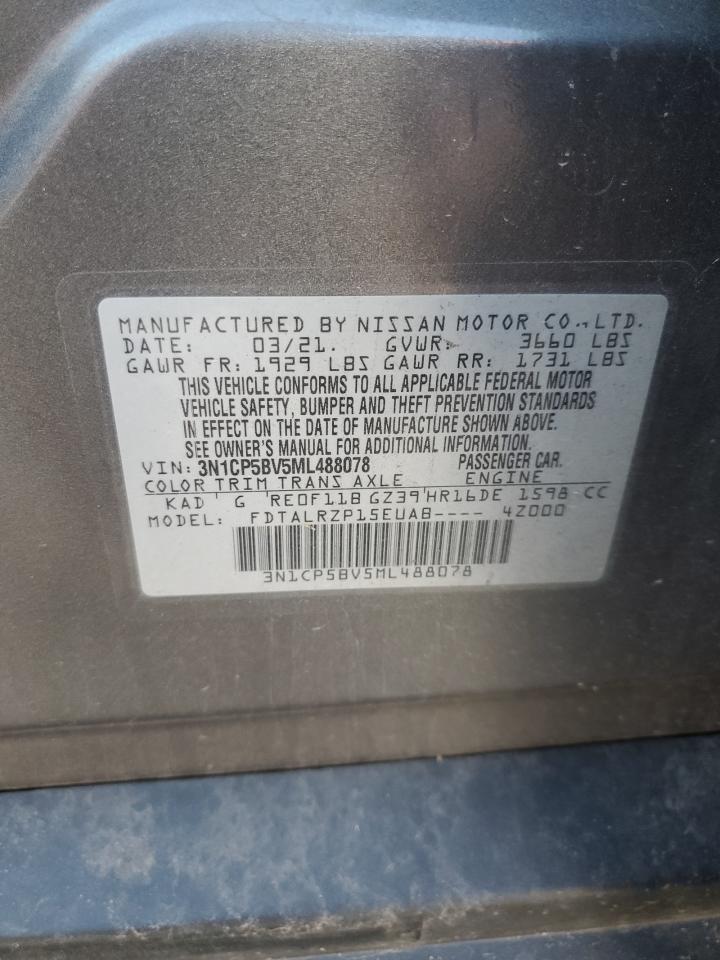 MANUFACTURED BY NISSAN MOTOR CO., LTD.
DATE: 03/21. GVWR: 3660 LBS
GAWR FR: 1929 LBS GAWR RR: 1731 LBS
THIS VEHICLE CONFORMS TO ALL APPLICABLE FEDERAL MOTOR
VEHICLE SAFETY, BUMPER AND THEFT PREVENTION STANDARDS
IN EFFECT ON THE DATE OF MANUFACTURE SHOWN ABOVE.
SEE OWNER'S MANUAL FOR ADDITIONAL INFORMATION.
VIN: 3N1CP5BV5ML488078 PASSENGER CAR.
COLOR TRIM TRANS AXLE ENGINE
KAD G RE0F11B GZ39 HR16DE 1598 CC
MODEL: FDTALRZP15EUAB---- 4Z000
3N1CP5BV5ML488078